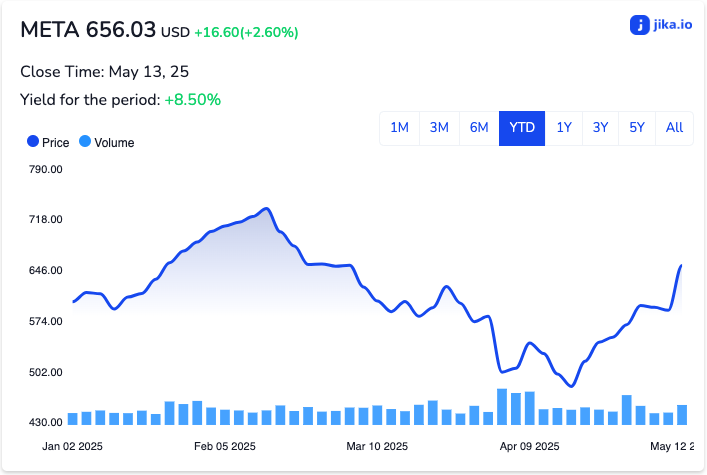 META 656.03 USD +16.60(+2.60%)
jika.io
Close Time: May 13, 25
Yield for the period: +8.50%
1M 3M 6M YTD 1Y 3Y 5Y All
Price Volume
790.00
718.00
646.00
574.00
502.00
430.00
Jan 02 2025 Feb 05 2025 Mar 10 2025 Apr 09 2025 May 12 2